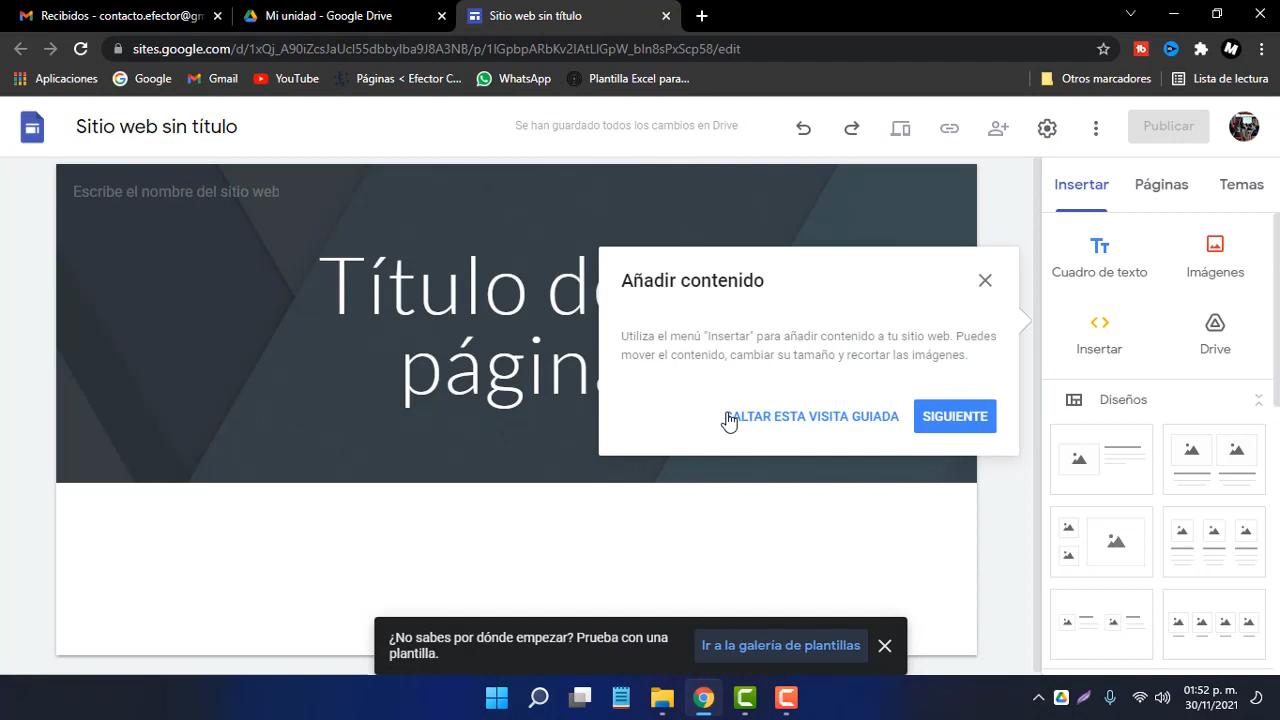 Recibidos - contacto.efector@gm
Mi unidad - Google Drive
Sitio web sin título
sites.google.com/d/1xQj_A90iZcsJaUcl55dbbyIba9J8A3NB/p/1lGpbpARbKv2IAtLIGpW_bIn8sPxScp58/edit
Aplicaciones
Google
Gmail
YouTube
Páginas < Efector C...
WhatsApp
Plantilla Excel para...
Otros marcadores
Lista de lectura
Sitio web sin título
Se han guardado todos los cambios en Drive
Publicar
Escribe el nombre del sitio web
Insertar
Páginas
Temas
Título de
página
Añadir contenido
Utiliza el menú "Insertar" para añadir contenido a tu sitio web. Puedes
mover el contenido, cambiar su tamaño y recortar las imágenes.
SALTAR ESTA VISITA GUIADA
SIGUIENTE
Tт
Cuadro de texto
Imágenes
Insertar
Drive
Diseños
¿No sabes por dónde empezar? Prueba con una
plantilla.
Ir a la galería de plantillas
01:52 p. m.
30/11/2021